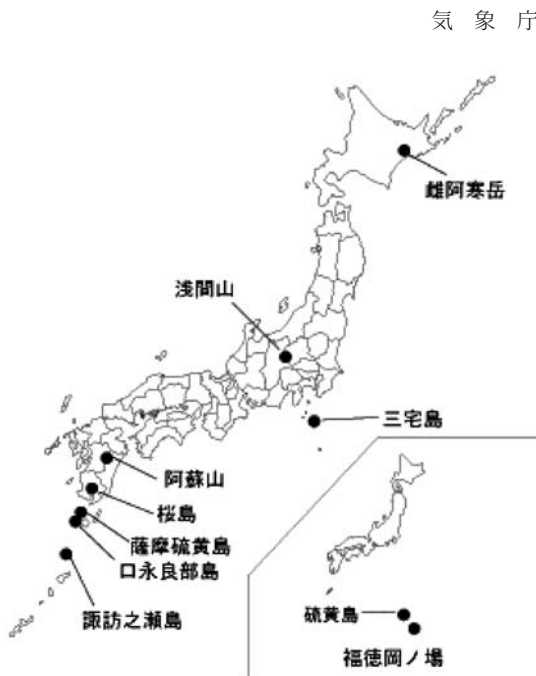 気 象 庁
雌阿寒岳
浅間山
三宅島
阿蘇山
桜島
薩摩硫黄島
口永良部島
諏訪之瀬島
硫黄島
福徳岡ノ場